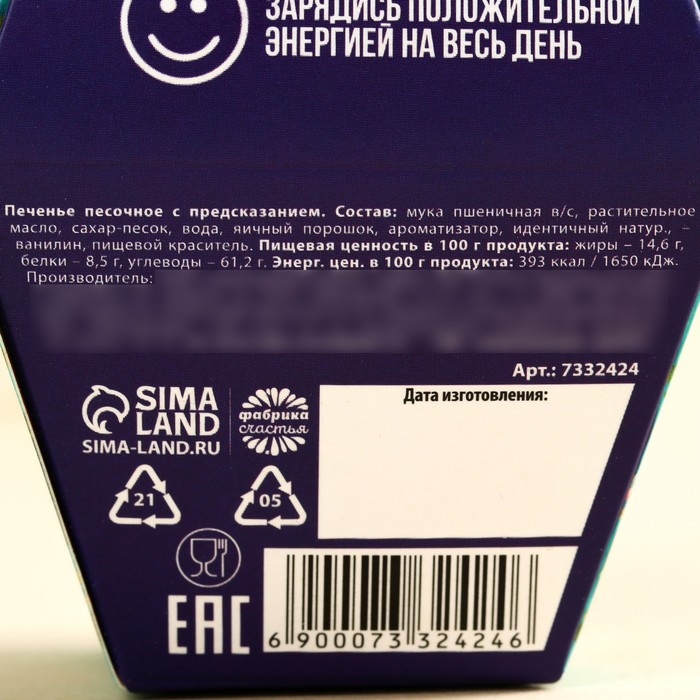 ЗАРЯДИСЬ ПОЛОЖИТЕЛЬНОЙ
ЭНЕРГИЕЙ НА ВЕСЬ ДЕНЬ
Печенье песочное с предсказанием. Состав: мука пшеничная в/с, растительное
масло, сахар-песок, вода, яичный порошок, ароматизатор, идентичный натур., –
ванилин, пищевой краситель. Пищевая ценность в 100 г продукта: жиры – 14,6 г,
белки – 8,5 г, углеводы – 61,2 г. Энерг. цен. в 100 г продукта: 393 ккал / 1650 кДж.
Производитель:
Арт.: 7332424
SIMA
LAND
SIMA-LAND.RU
фабрика
счастья
Дата изготовления:
21
05
EAC
6 900073 324246